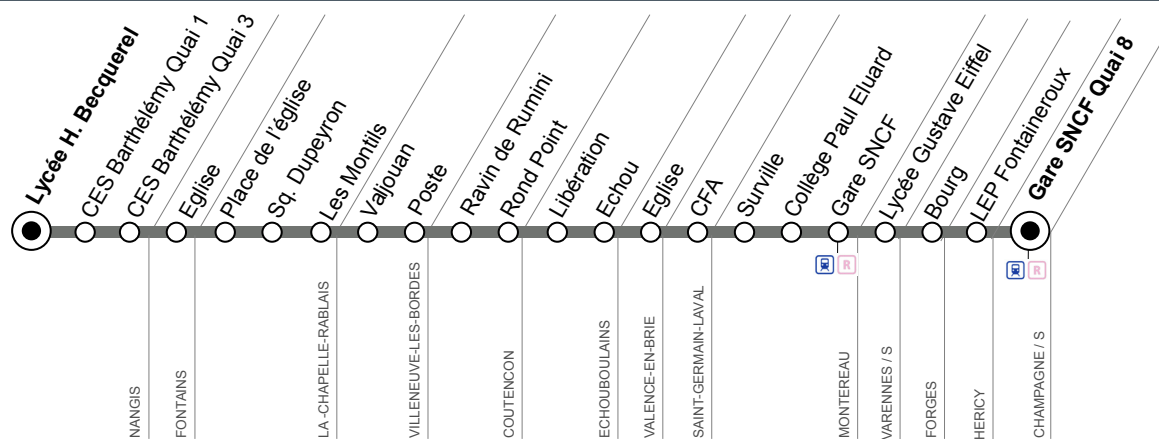 Lycée H. Becquerel
CES Barthélémy Quai 1
CES Barthélémy Quai 3
Eglise
Place de l'église
Sq. Dupeyron
Les Montils
Valjouan
Poste
Ravin de Rumini
Rond Point
Libération
Echou
Eglise
CFA
Surville
Collège Paul Eluard
Gare SNCF
Lycée Gustave Eiffel
Bourg
LEP Fontaineroux
Gare SNCF Quai 8
R
R
NANGIS
FONTAINS
LA-CHAPELLE-RABLAIS
VILLENEUVE-LES-BORDES
COUTENCON
ECHOUBOULAINS
VALENCE-EN-BRIE
SAINT-GERMAIN-LAVAL
MONTEREAU
VARENNES / S
FORGES
HERICY
CHAMPAGNE / S